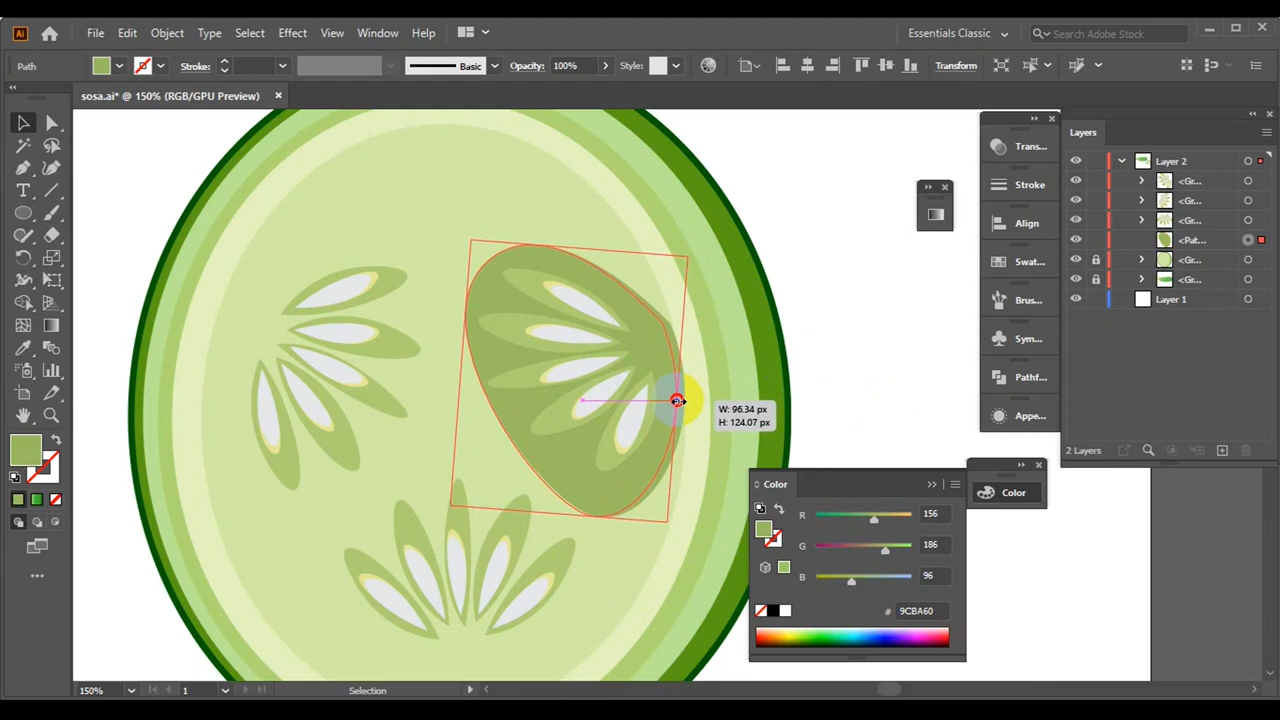 Ai File Edit Object Type Select Effect View Window Help Essentials Classic Search Adobe Stock
Path Stroke: Basic Opacity: 100% Style: Transform
sosa.ai* @ 150% (RGB/GPU Preview)
Trans...
Stroke
Align
Swat...
Brus...
Sym...
Pathf...
Appe...
Layers
Layer 2
<Gr...
<Gr...
<Gr...
<Pat...
<Gr...
<Gr...
Layer 1
W: 96.34 px
H: 124.07 px
2 Layers
Color
Color
R 156
G 186
B 96
# 9CBA60
150% 1 Selection